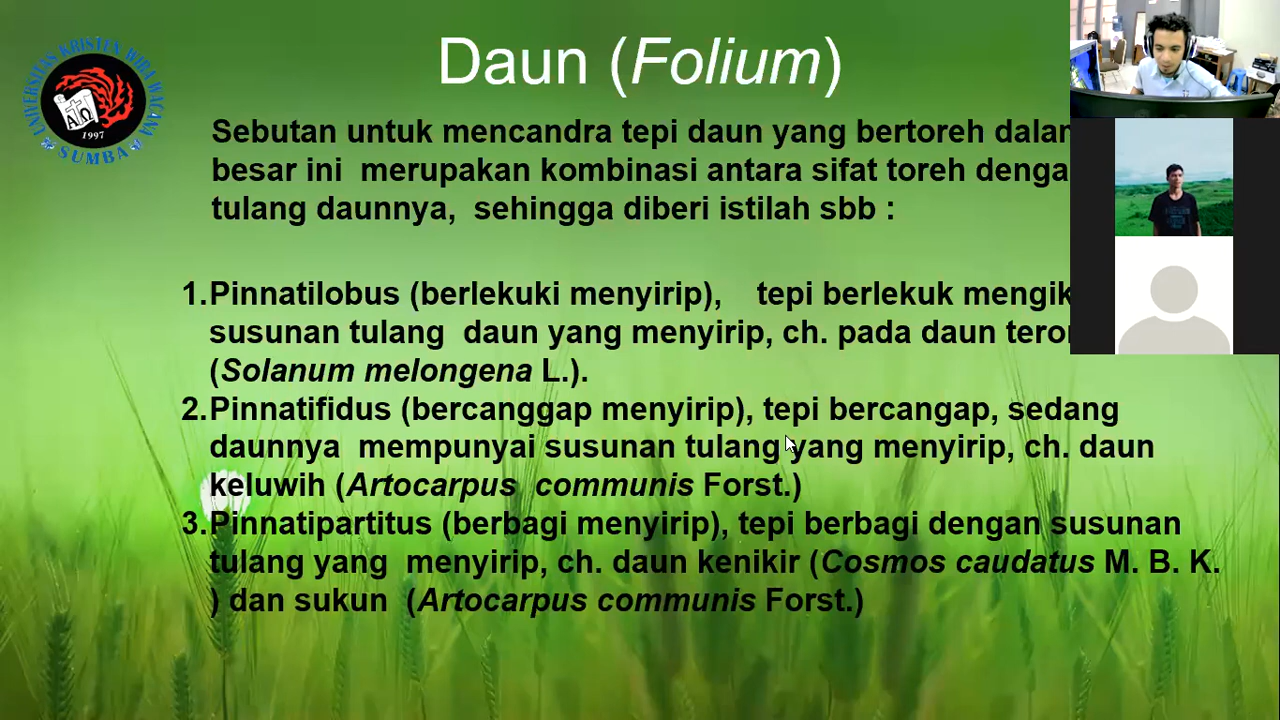 Daun (Folium)
UNIVERSITAS KRISTEN WIRA WACANA
1997
SUMBA
Sebutan untuk mencandra tepi daun yang bertoreh
besar ini merupakan kombinasi antara sifat toreh
tulang daunnya, sehingga diberi istilah sbb :
1.Pinnatilobus (berlekuki menyirip), tepi berlekuk
susunan tulang daun yang menyirip, ch. pada daun
(Solanum melongena L.).
2.Pinnatifidus (bercanggap menyirip), tepi bercangap, sedang
daunnya mempunyai susunan tulang yang menyirip, ch. daun
keluwih (Artocarpus communis Forst.)
3.Pinnatipartitus (berbagi menyirip), tepi berbagi dengan susunan
tulang yang menyirip, ch. daun kenikir (Cosmos caudatus M. B. K.
) dan sukun (Artocarpus communis Forst.)